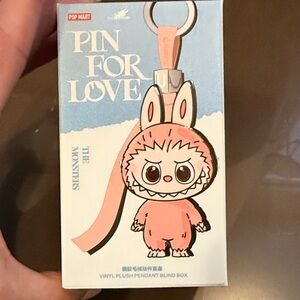 POP MART
PIN
FOR
LOVE
THE
MONSTERS
VINYL PLUSH PENDANT BLIND BOX